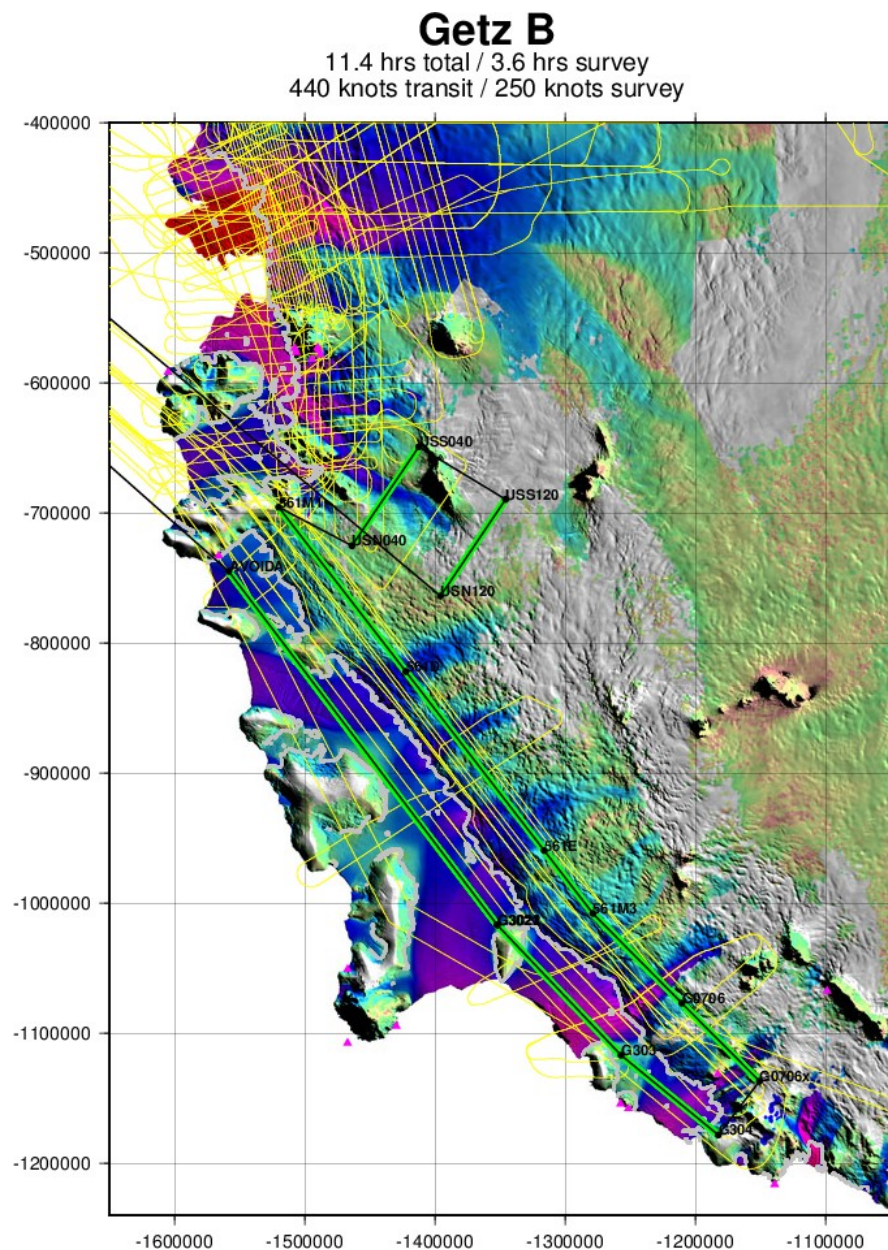 Getz B
11.4 hrs total / 3.6 hrs survey
440 knots transit / 250 knots survey
-400000
-500000
-600000
USS040
USS120
-700000
USN040
AVOIDA
USN120
-800000
-900000
561E
561M3
-1000000
G0706
-1100000
G303
G0706x
G304
-1200000
-1600000
-1500000
-1400000
-1300000
-1200000
-1100000